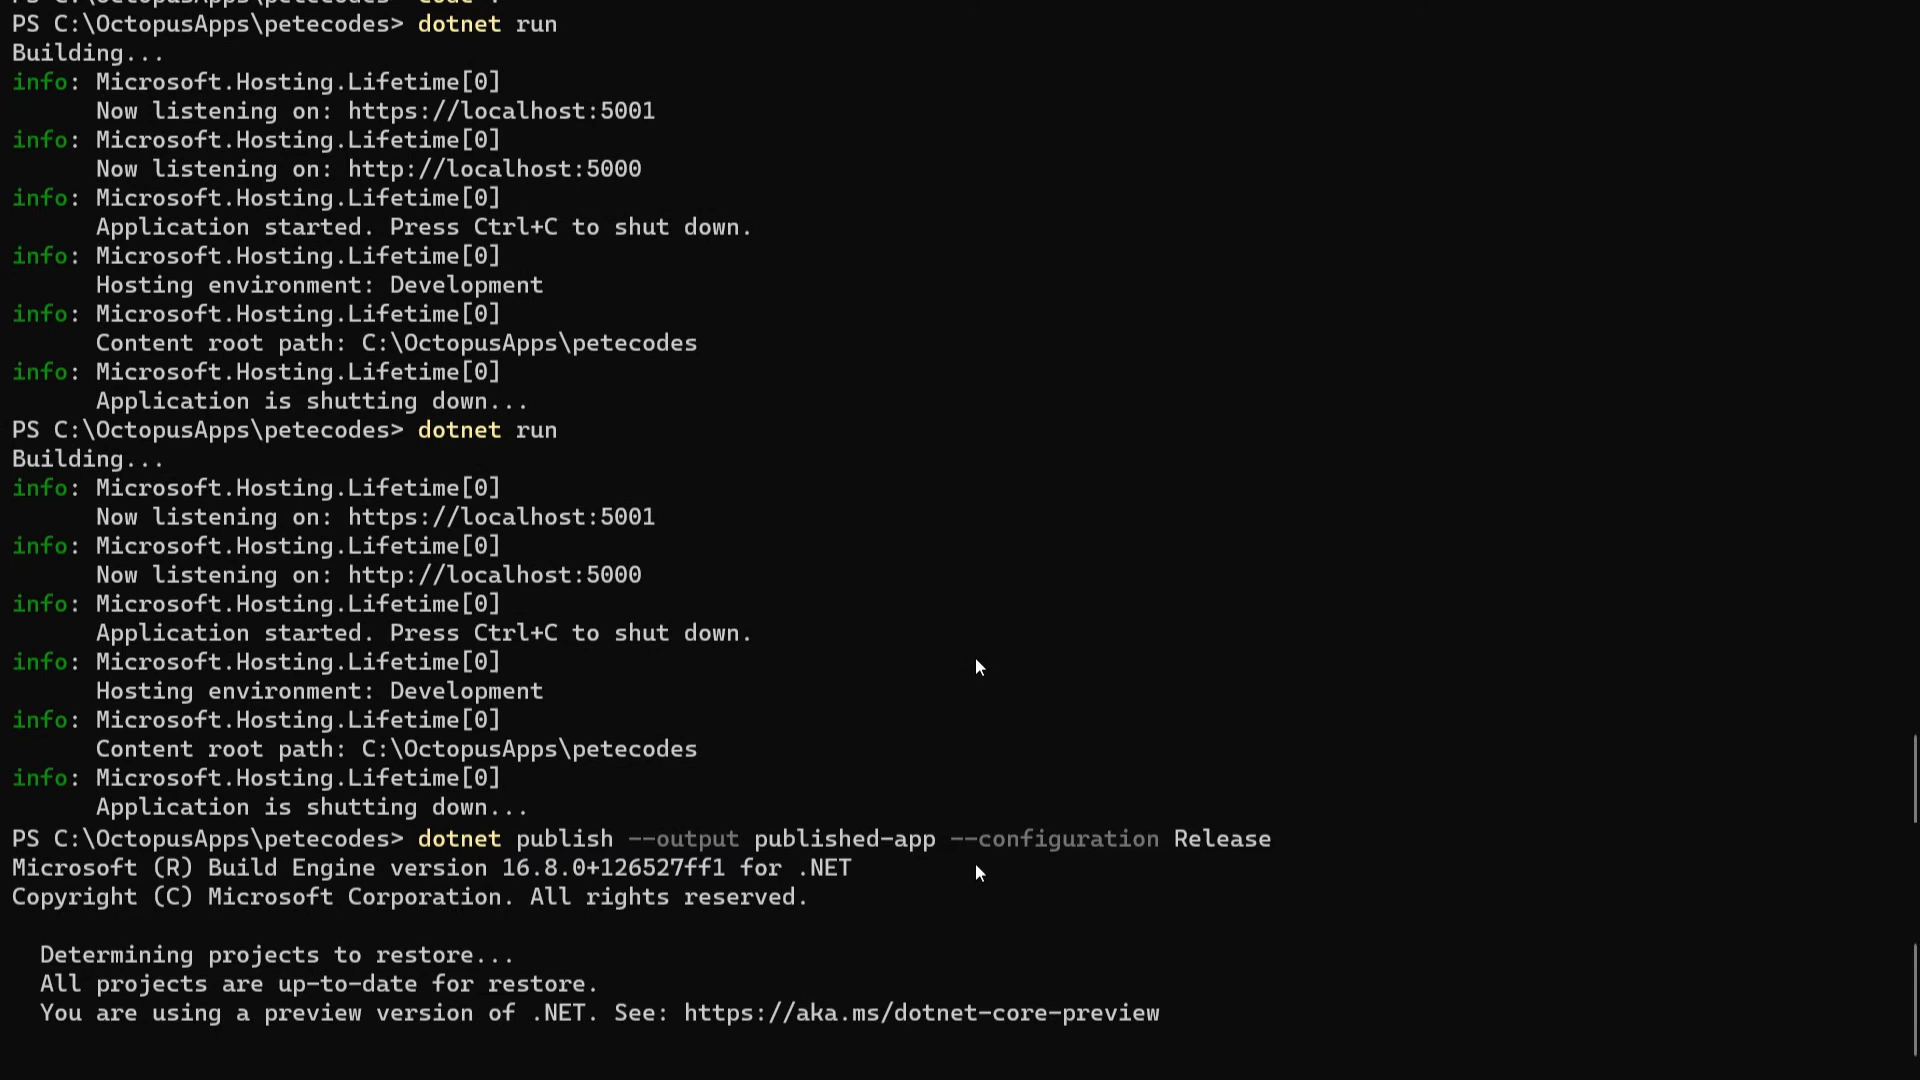 PS C:\OctopusApps\petecodes> code .
PS C:\OctopusApps\petecodes> dotnet run
Building...
info: Microsoft.Hosting.Lifetime[0]
      Now listening on: https://localhost:5001
info: Microsoft.Hosting.Lifetime[0]
      Now listening on: http://localhost:5000
info: Microsoft.Hosting.Lifetime[0]
      Application started. Press Ctrl+C to shut down.
info: Microsoft.Hosting.Lifetime[0]
      Hosting environment: Development
info: Microsoft.Hosting.Lifetime[0]
      Content root path: C:\OctopusApps\petecodes
info: Microsoft.Hosting.Lifetime[0]
      Application is shutting down...
PS C:\OctopusApps\petecodes> dotnet run
Building...
info: Microsoft.Hosting.Lifetime[0]
      Now listening on: https://localhost:5001
info: Microsoft.Hosting.Lifetime[0]
      Now listening on: http://localhost:5000
info: Microsoft.Hosting.Lifetime[0]
      Application started. Press Ctrl+C to shut down.
info: Microsoft.Hosting.Lifetime[0]
      Hosting environment: Development
info: Microsoft.Hosting.Lifetime[0]
      Content root path: C:\OctopusApps\petecodes
info: Microsoft.Hosting.Lifetime[0]
      Application is shutting down...
PS C:\OctopusApps\petecodes> dotnet publish --output published-app --configuration Release
Microsoft (R) Build Engine version 16.8.0+126527ff1 for .NET
Copyright (C) Microsoft Corporation. All rights reserved.

  Determining projects to restore...
  All projects are up-to-date for restore.
  You are using a preview version of .NET. See: https://aka.ms/dotnet-core-preview